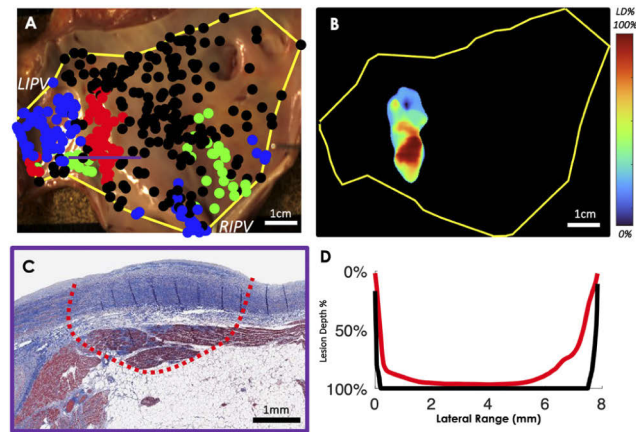 A
LIPV
RIPV
1cm
B
LD%
100%
0%
1cm
C
1mm
D
0%
50%
100%
Lesion Depth %
0 2 4 6 8
Lateral Range (mm)